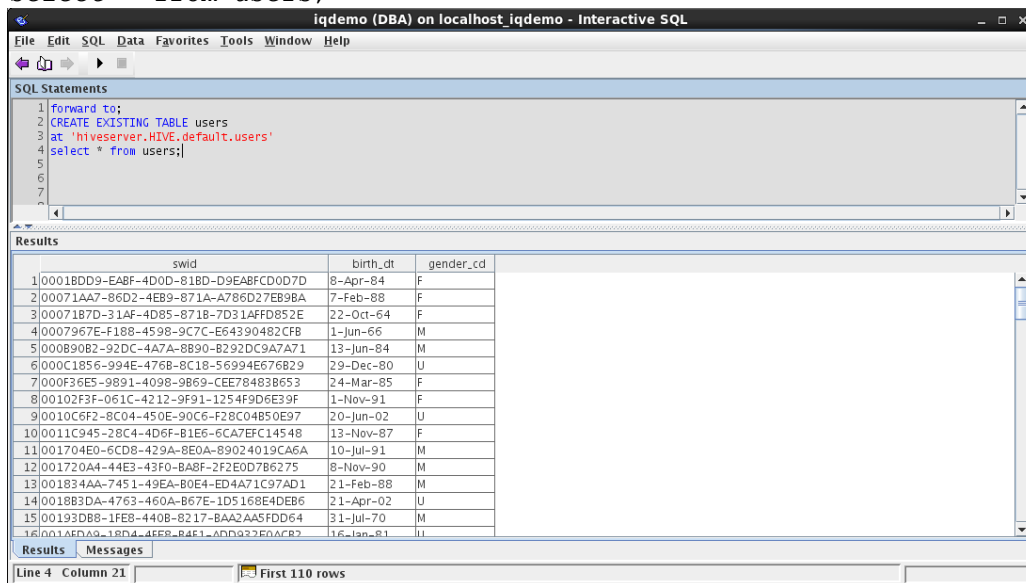 iqdemo (DBA) on localhost_iqdemo - Interactive SQL
File Edit SQL Data Favorites Tools Window Help
SQL Statements
1 forward to;
2 CREATE EXISTING TABLE users
3 at 'hiveserver.HIVE.default.users'
4 select * from users;
5
6
7
Results
swid birth_dt gender_cd
1 0001BDD9-EABF-4D0D-81BD-D9EABFCD0D7D 8-Apr-84 F
2 00071AA7-86D2-4EB9-871A-A786D27EB9BA 7-Feb-88 F
3 00071B7D-31AF-4D85-871B-7D31AFFD852E 22-Oct-64 F
4 0007967E-F188-4598-9C7C-E64390482CFB 1-Jun-66 M
5 000B90B2-92DC-4A7A-8B90-B292DC9A7A71 13-Jun-84 M
6 000C1856-994E-476B-8C18-56994E676B29 29-Dec-80 U
7 000F36E5-9891-4098-9B69-CEE78483B653 24-Mar-85 F
8 00102F3F-061C-4212-9F91-1254F9D6E39F 1-Nov-91 F
9 0010C6F2-8C04-450E-90C6-F28C04B50E97 20-Jun-02 U
10 0011C945-28C4-4D6F-B1E6-6CA7EFC14548 13-Nov-87 F
11 001704E0-6CD8-429A-8E0A-89024019CA6A 10-Jul-91 M
12 001720A4-44E3-43F0-BA8F-2F2E0D7B6275 8-Nov-90 M
13 001834AA-7451-49EA-B0E4-ED4A71C97AD1 21-Feb-88 M
14 0018B3DA-4763-460A-B67E-1D5168E4DEB6 21-Apr-02 U
15 00193DB8-1FE8-440B-8217-BAA2AA5FDD64 31-Jul-70 M
16 001AFDA9-18D4-4FE8-B4F1-ADD932E0ACB2 16-Jan-81 U
Results Messages
Line 4 Column 21 First 110 rows